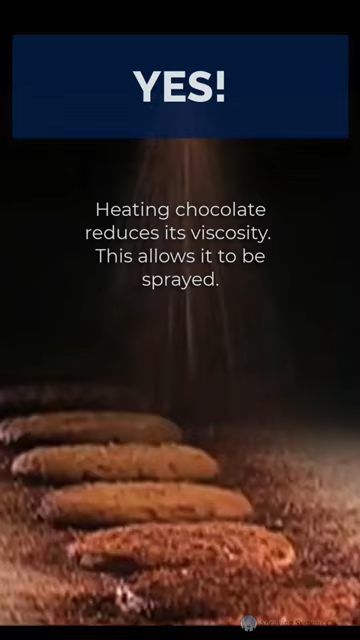 YES!
Heating chocolate
reduces its viscosity.
This allows it to be
sprayed.